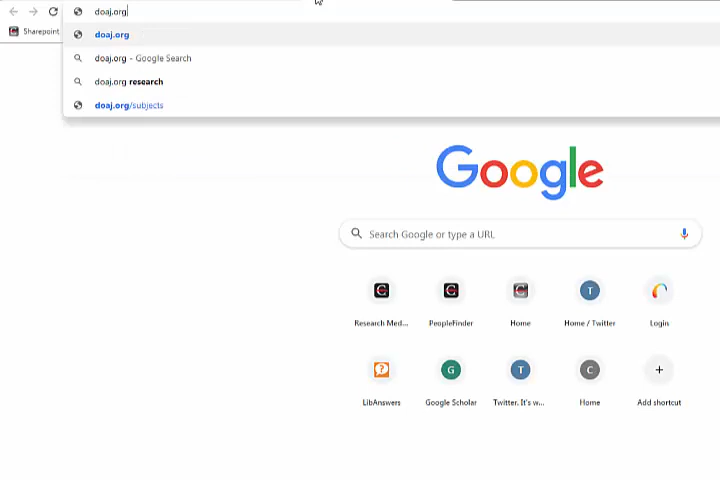 doaj.org
Sharepoint
doaj.org
doaj.org - Google Search
doaj.org research
doaj.org/subjects
Google
Search Google or type a URL
Research Med... PeopleFinder Home Home / Twitter Login
LibAnswers Google Scholar Twitter. It's w... Home Add shortcut
T
G T C